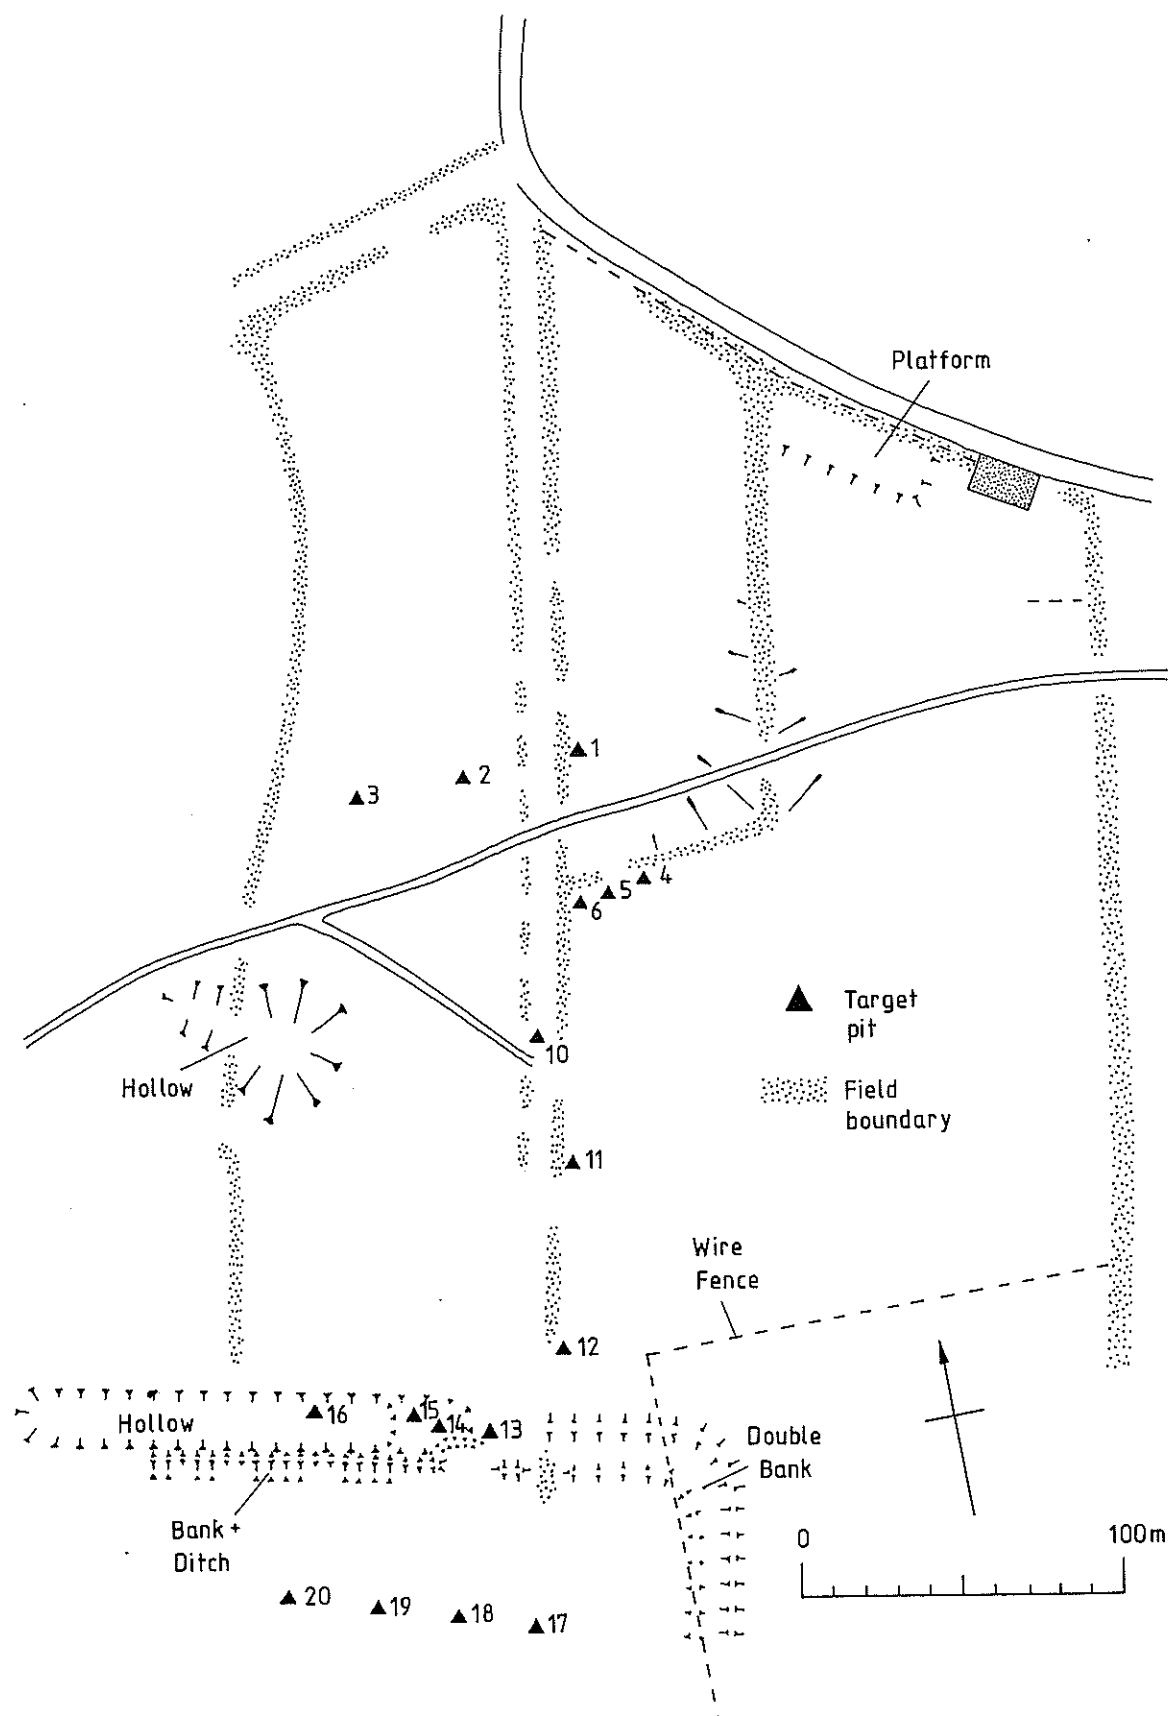 Platform
1
2
3
4
5
6
Target
pit
10
Hollow
Field
boundary
11
Wire
Fence
12
16
15
14
13
Hollow
Double
Bank
Bank +
Ditch
0
100m
20
19
18
17